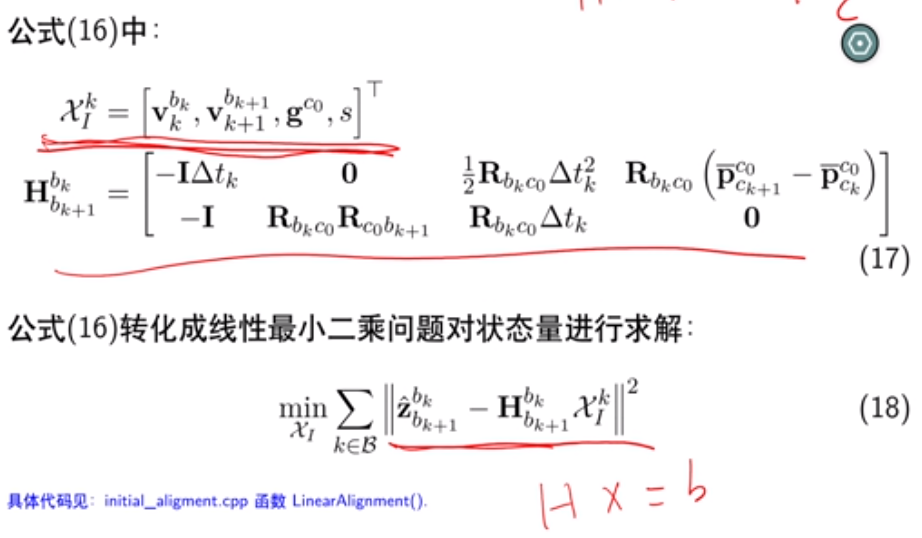 公式(16)中:
$\mathcal{X}_I^k = \left[\mathbf{v}_k^{b_k}, \mathbf{v}_{k+1}^{b_{k+1}}, \mathbf{g}^{c_0}, s\right]^\top$
$\mathbf{H}_{b_{k+1}}^{b_k} = \begin{bmatrix} -\mathbf{I}\Delta t_k & \mathbf{0} & \frac{1}{2}\mathbf{R}_{b_k c_0}\Delta t_k^2 & \mathbf{R}_{b_k c_0}\left(\overline{\mathbf{p}}_{c_{k+1}}^{c_0} - \overline{\mathbf{p}}_{c_k}^{c_0}\right) \\ -\mathbf{I} & \mathbf{R}_{b_k c_0}\mathbf{R}_{c_0 b_{k+1}} & \mathbf{R}_{b_k c_0}\Delta t_k & \mathbf{0} \end{bmatrix}$
(17)
公式(16)转化成线性最小二乘问题对状态量进行求解:
$\min_{\mathcal{X}_I} \sum_{k \in \mathcal{B}} \left\| \hat{\mathbf{z}}_{b_{k+1}}^{b_k} - \mathbf{H}_{b_{k+1}}^{b_k} \mathcal{X}_I^k \right\|^2$ (18)
H x = b
具体代码见: initial_aligment.cpp 函数 LinearAlignment().